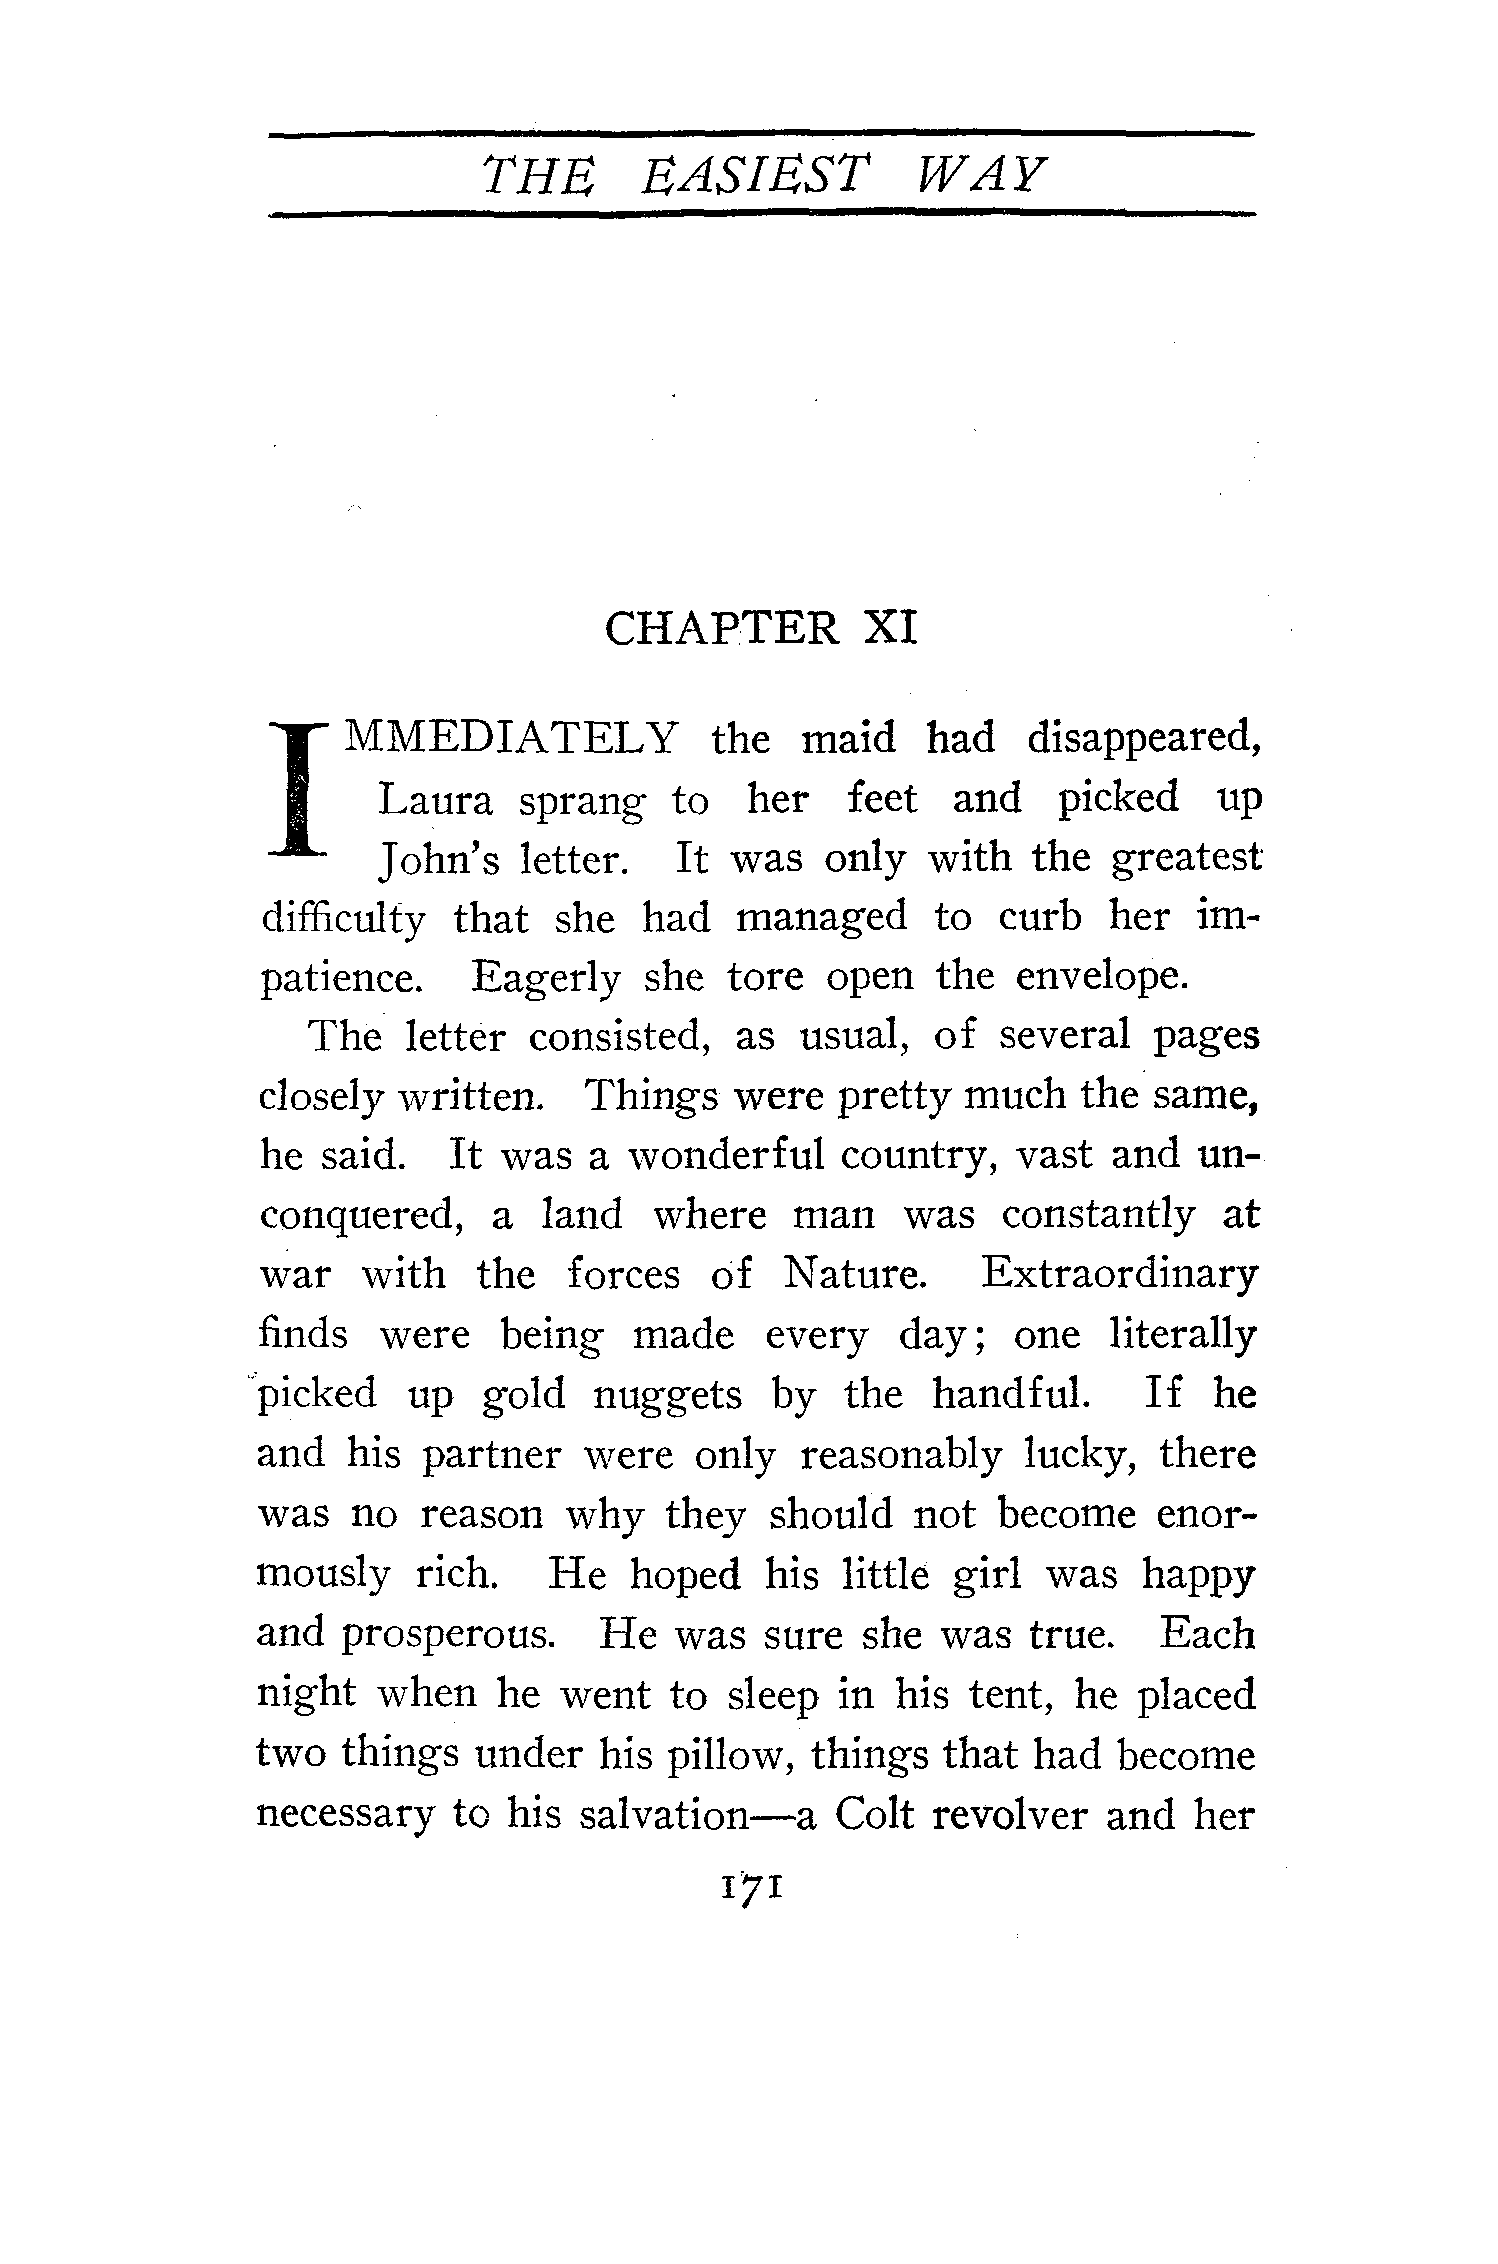 THE EASIEST WAY
CHAPTER XI
IMMEDIATELY the maid had disappeared,
Laura sprang to her feet and picked up
John's letter. It was only with the greatest
difficulty that she had managed to curb her im-
patience. Eagerly she tore open the envelope.
The letter consisted, as usual, of several pages
closely written. Things were pretty much the same,
he said. It was a wonderful country, vast and un-
conquered, a land where man was constantly at
war with the forces of Nature. Extraordinary
finds were being made every day; one literally
picked up gold nuggets by the handful. If he
and his partner were only reasonably lucky, there
was no reason why they should not become enor-
mously rich. He hoped his little girl was happy
and prosperous. He was sure she was true. Each
night when he went to sleep in his tent, he placed
two things under his pillow, things that had become
necessary to his salvation—a Colt revolver and her
171